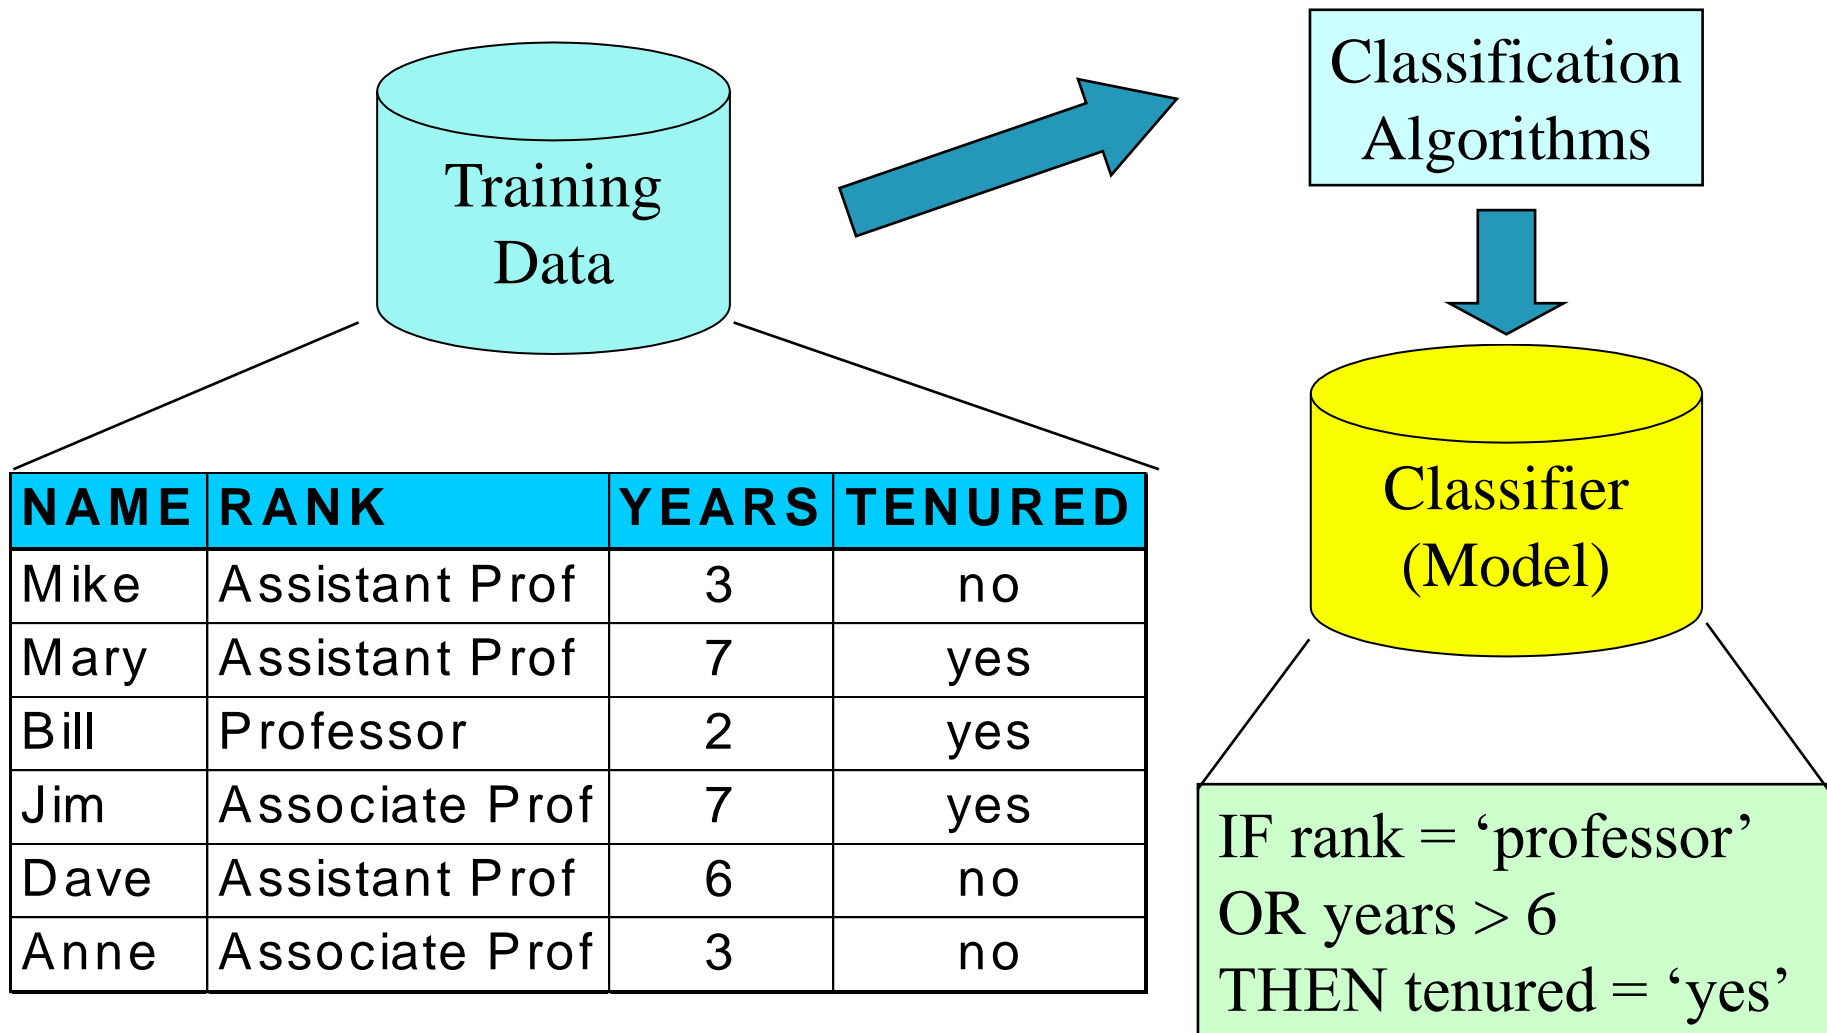 Training
Data
Classification
Algorithms
NAME RANK YEARS TENURED
Mike Assistant Prof 3 no
Mary Assistant Prof 7 yes
Bill Professor 2 yes
Jim Associate Prof 7 yes
Dave Assistant Prof 6 no
Anne Associate Prof 3 no
Classifier
(Model)
IF rank = ‘professor’
OR years > 6
THEN tenured = ‘yes’